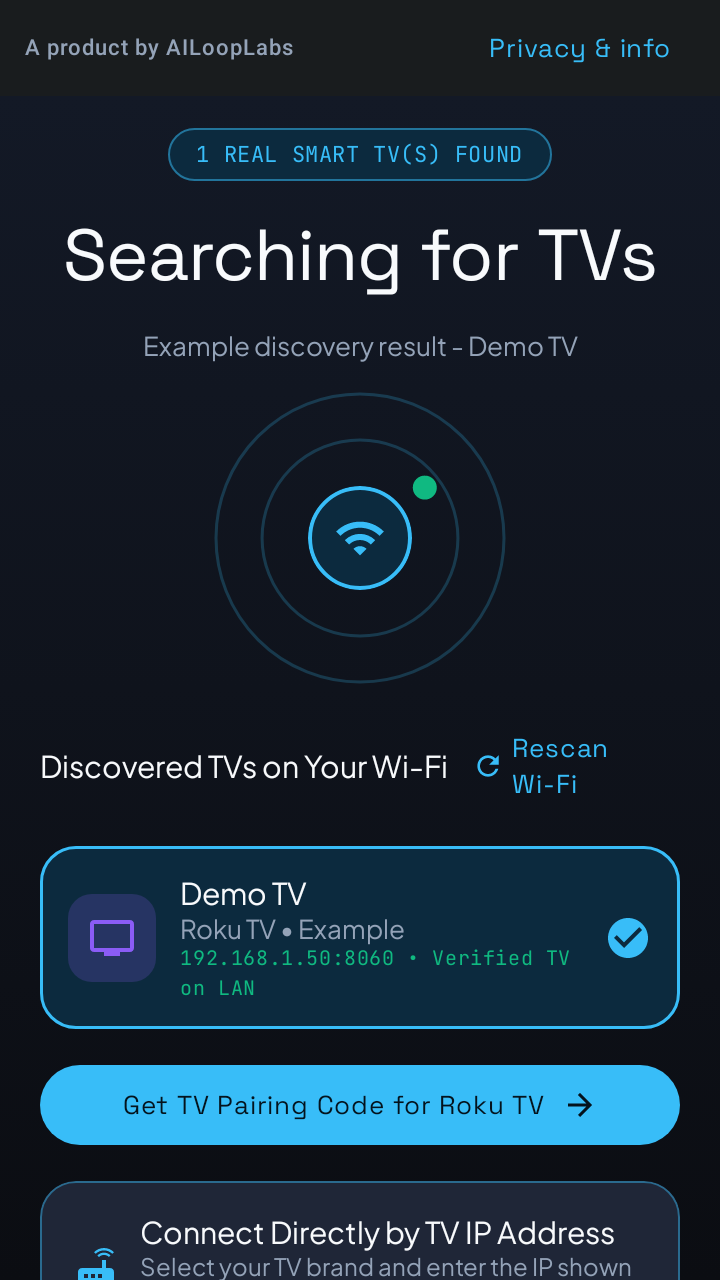 A product by AILoopLabs
Privacy & info
1 REAL SMART TV(S) FOUND
Searching for TVs
Example discovery result - Demo TV
Discovered TVs on Your Wi-Fi
Rescan
Wi-Fi
Demo TV
Roku TV • Example
192.168.1.50:8060 • Verified TV
on LAN
Get TV Pairing Code for Roku TV
Connect Directly by TV IP Address
Select your TV brand and enter the IP shown